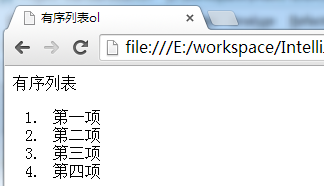 有序列表ol
file:///E:/workspace/Intelli
有序列表
1. 第一项
2. 第二项
3. 第三项
4. 第四项